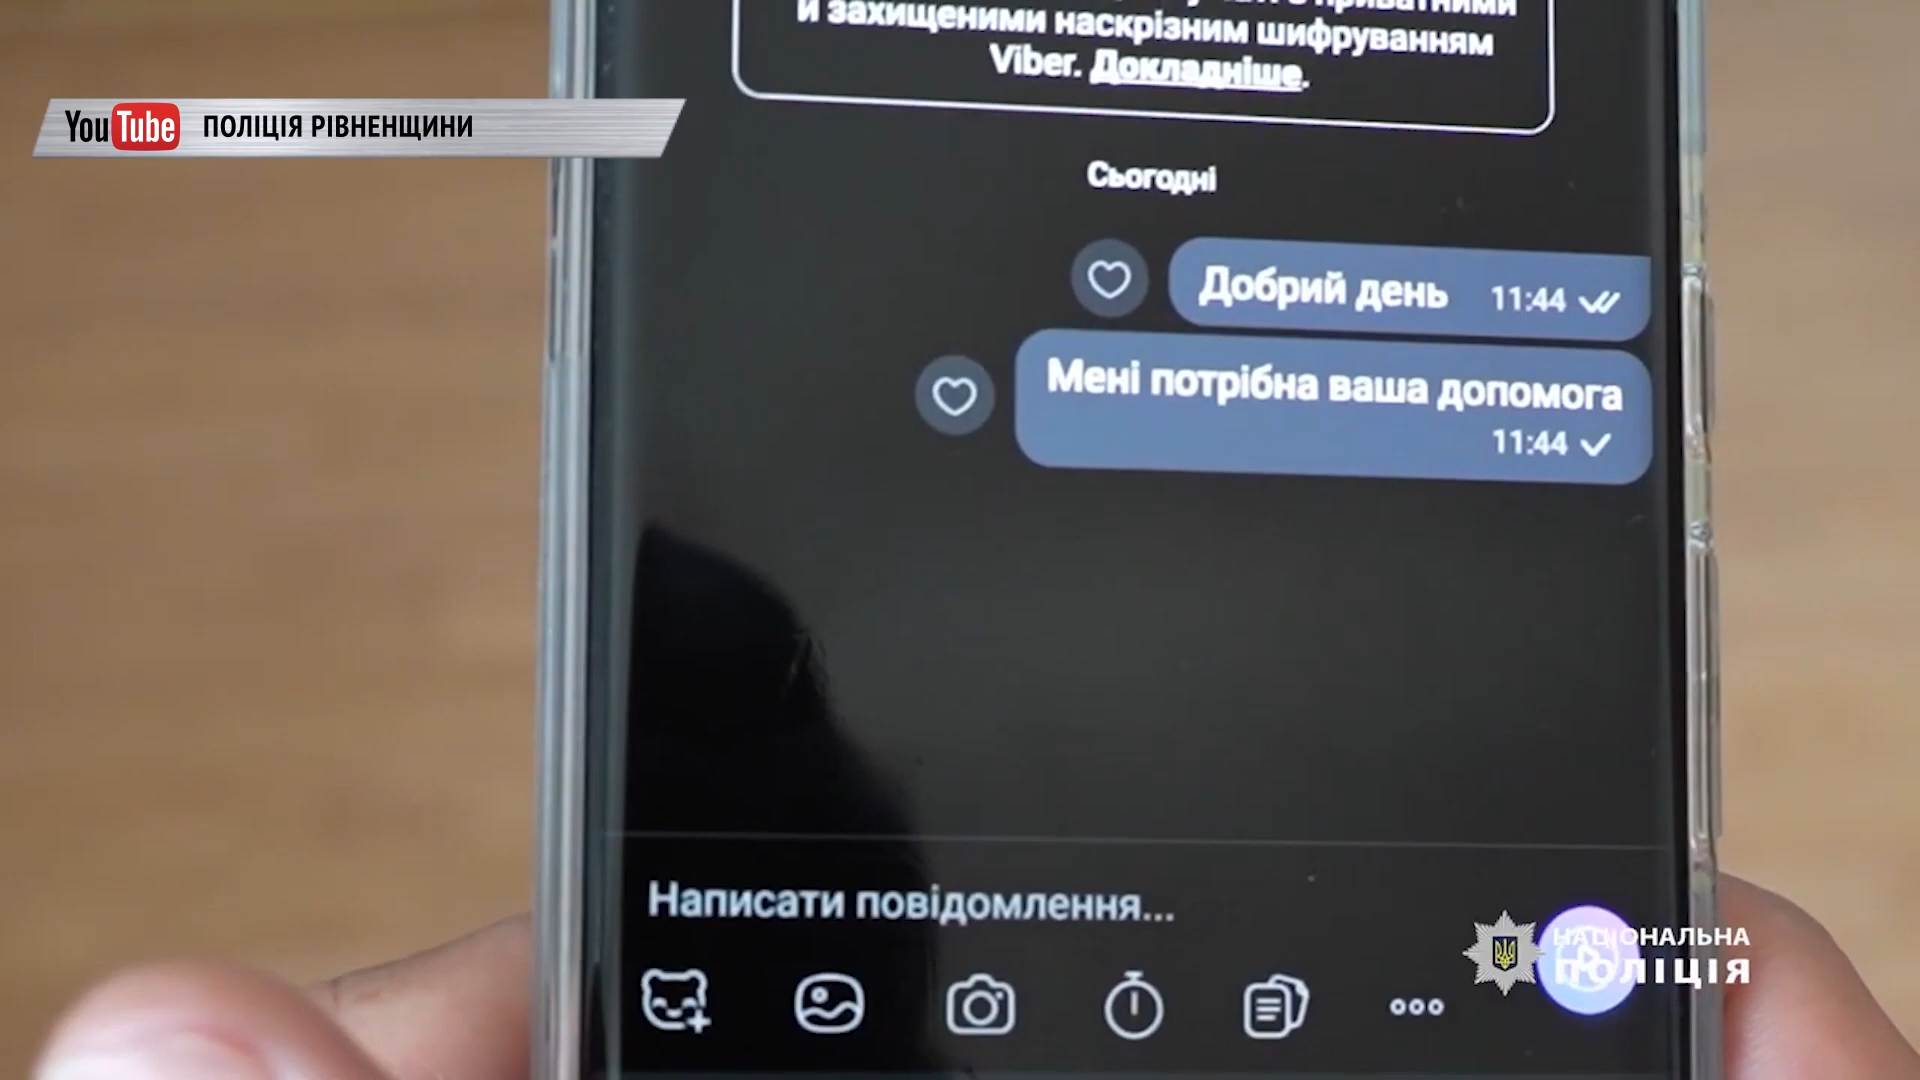 й захищеними наскрізним шифруванням
Viber. Докладніше.
YouTube ПОЛІЦІЯ РІВНЕНЩИНИ
Сьогодні
Добрий день 11:44
Мені потрібна ваша допомога
11:44
Написати повідомлення...
НАЦІОНАЛЬНА
ПОЛІЦІЯ